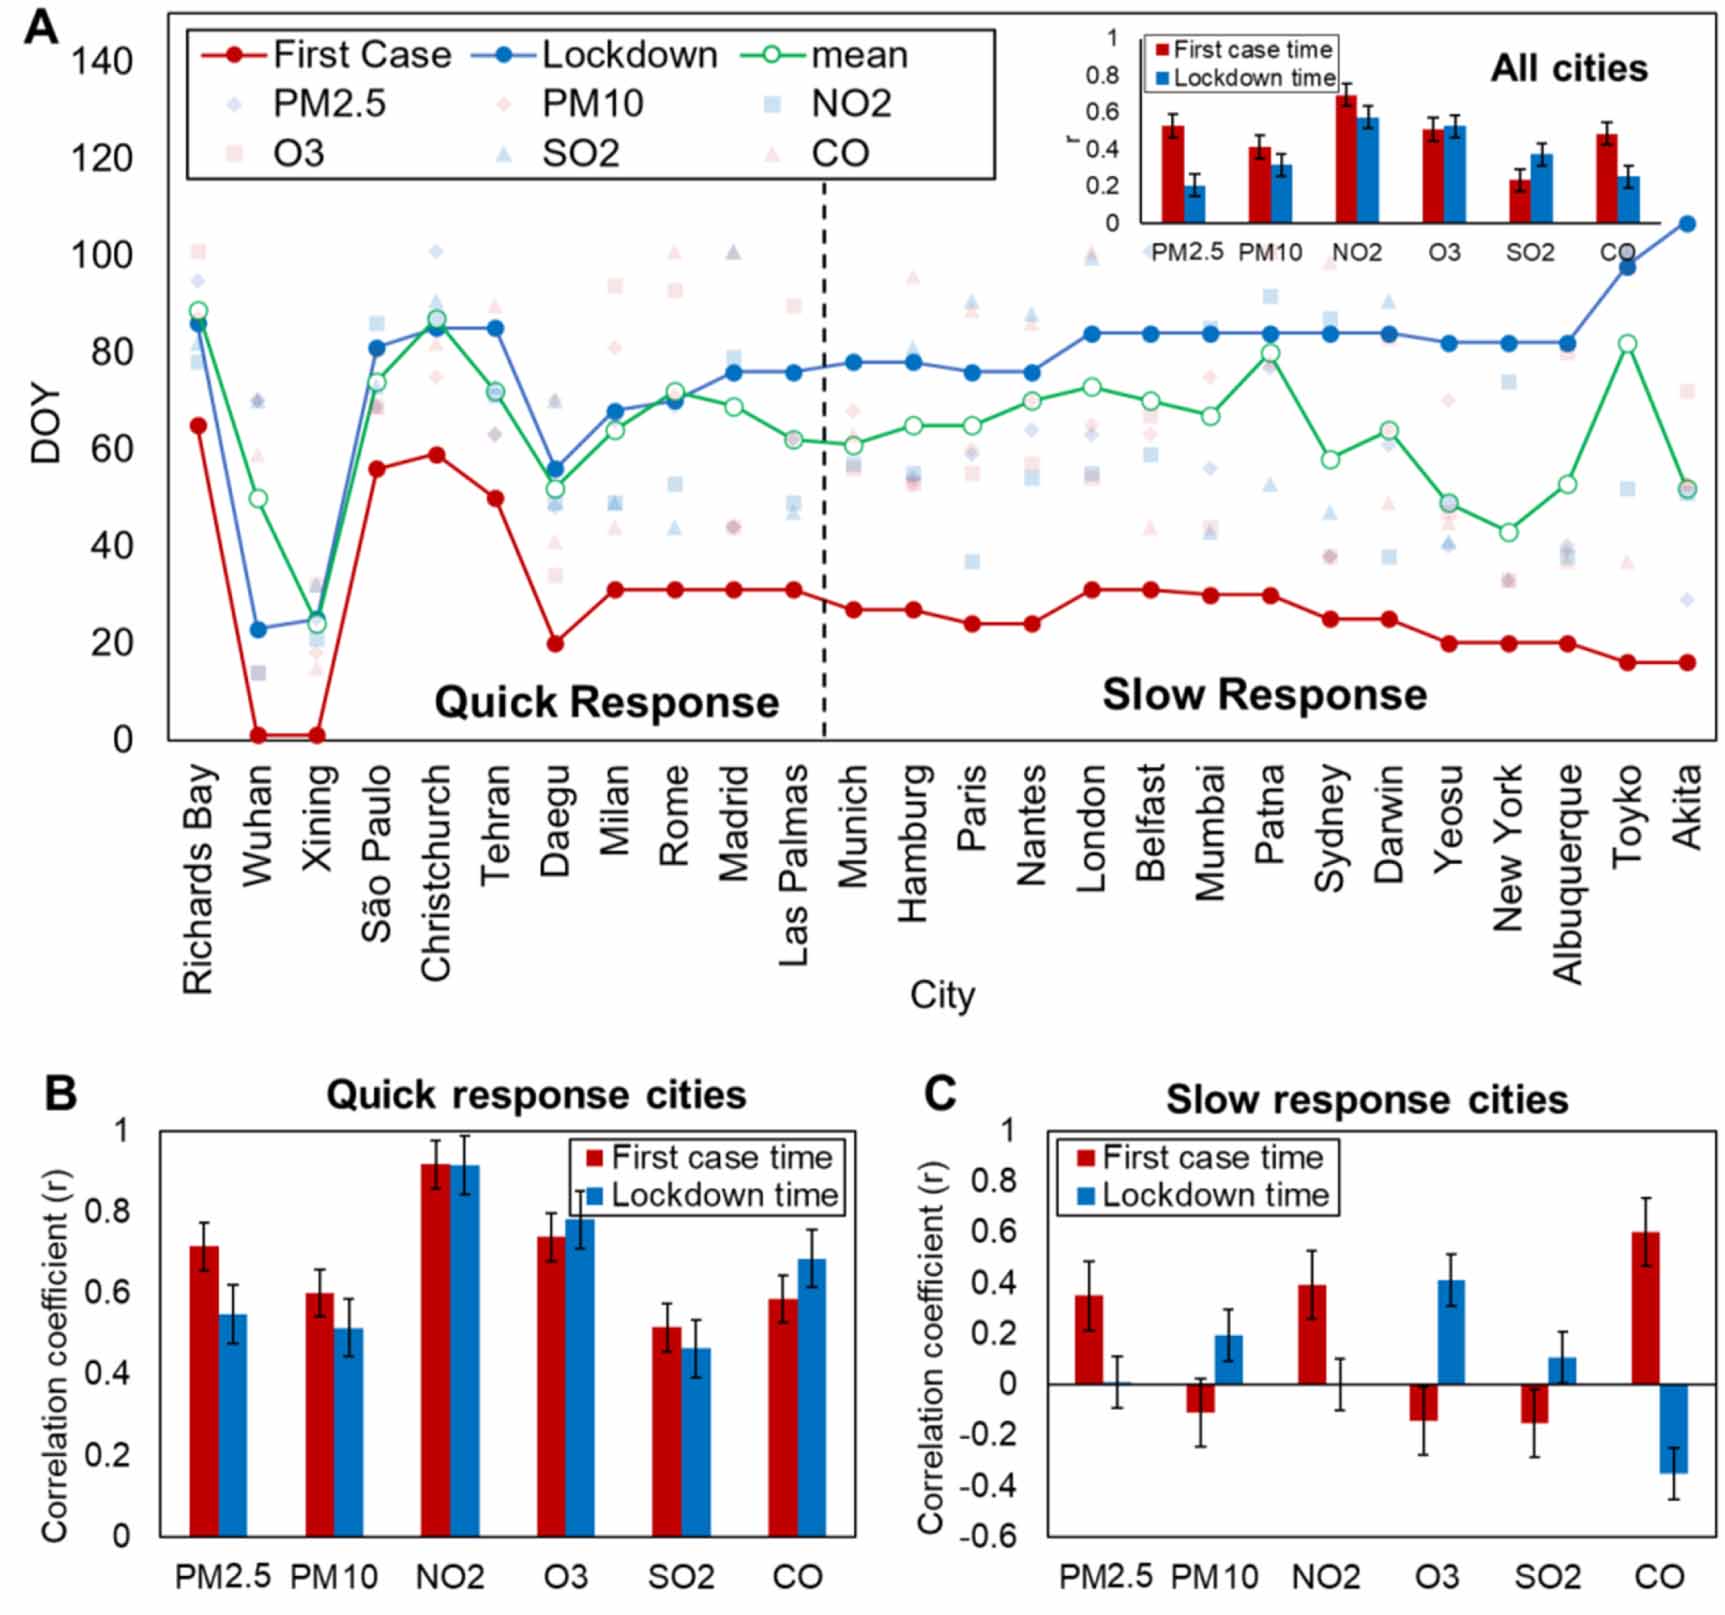 A
First Case Lockdown mean
PM2.5 PM10 NO2
O3 SO2 CO
DOY
140
120
100
80
60
40
20
0
Quick Response
Slow Response
All cities
First case time
Lockdown time
r
1
0.8
0.6
0.4
0.2
0
PM2.5 PM10 NO2 O3 SO2 CO
Richards Bay
Wuhan
Xining
São Paulo
Christchurch
Tehran
Daegu
Milan
Rome
Madrid
Las Palmas
Munich
Hamburg
Paris
Nantes
London
Belfast
Mumbai
Patna
Sydney
Darwin
Yeosu
New York
Albuquerque
Toyko
Akita
City
B
Quick response cities
First case time
Lockdown time
Correlation coefficient (r)
1
0.8
0.6
0.4
0.2
0
PM2.5 PM10 NO2 O3 SO2 CO
C
Slow response cities
First case time
Lockdown time
Correlation coefficient (r)
1
0.8
0.6
0.4
0.2
0
-0.2
-0.4
-0.6
PM2.5 PM10 NO2 O3 SO2 CO